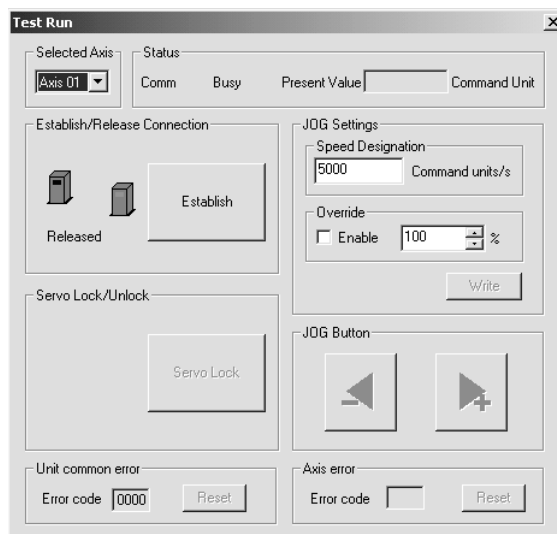 Test Run
Selected Axis
Axis 01
Status
Comm Busy Present Value Command Unit
Establish/Release Connection
Released
Establish
JOG Settings
Speed Designation
5000 Command units/s
Override
Enable 100 %
Write
Servo Lock/Unlock
Servo Lock
JOG Button
Unit common error
Error code 0000 Reset
Axis error
Error code Reset